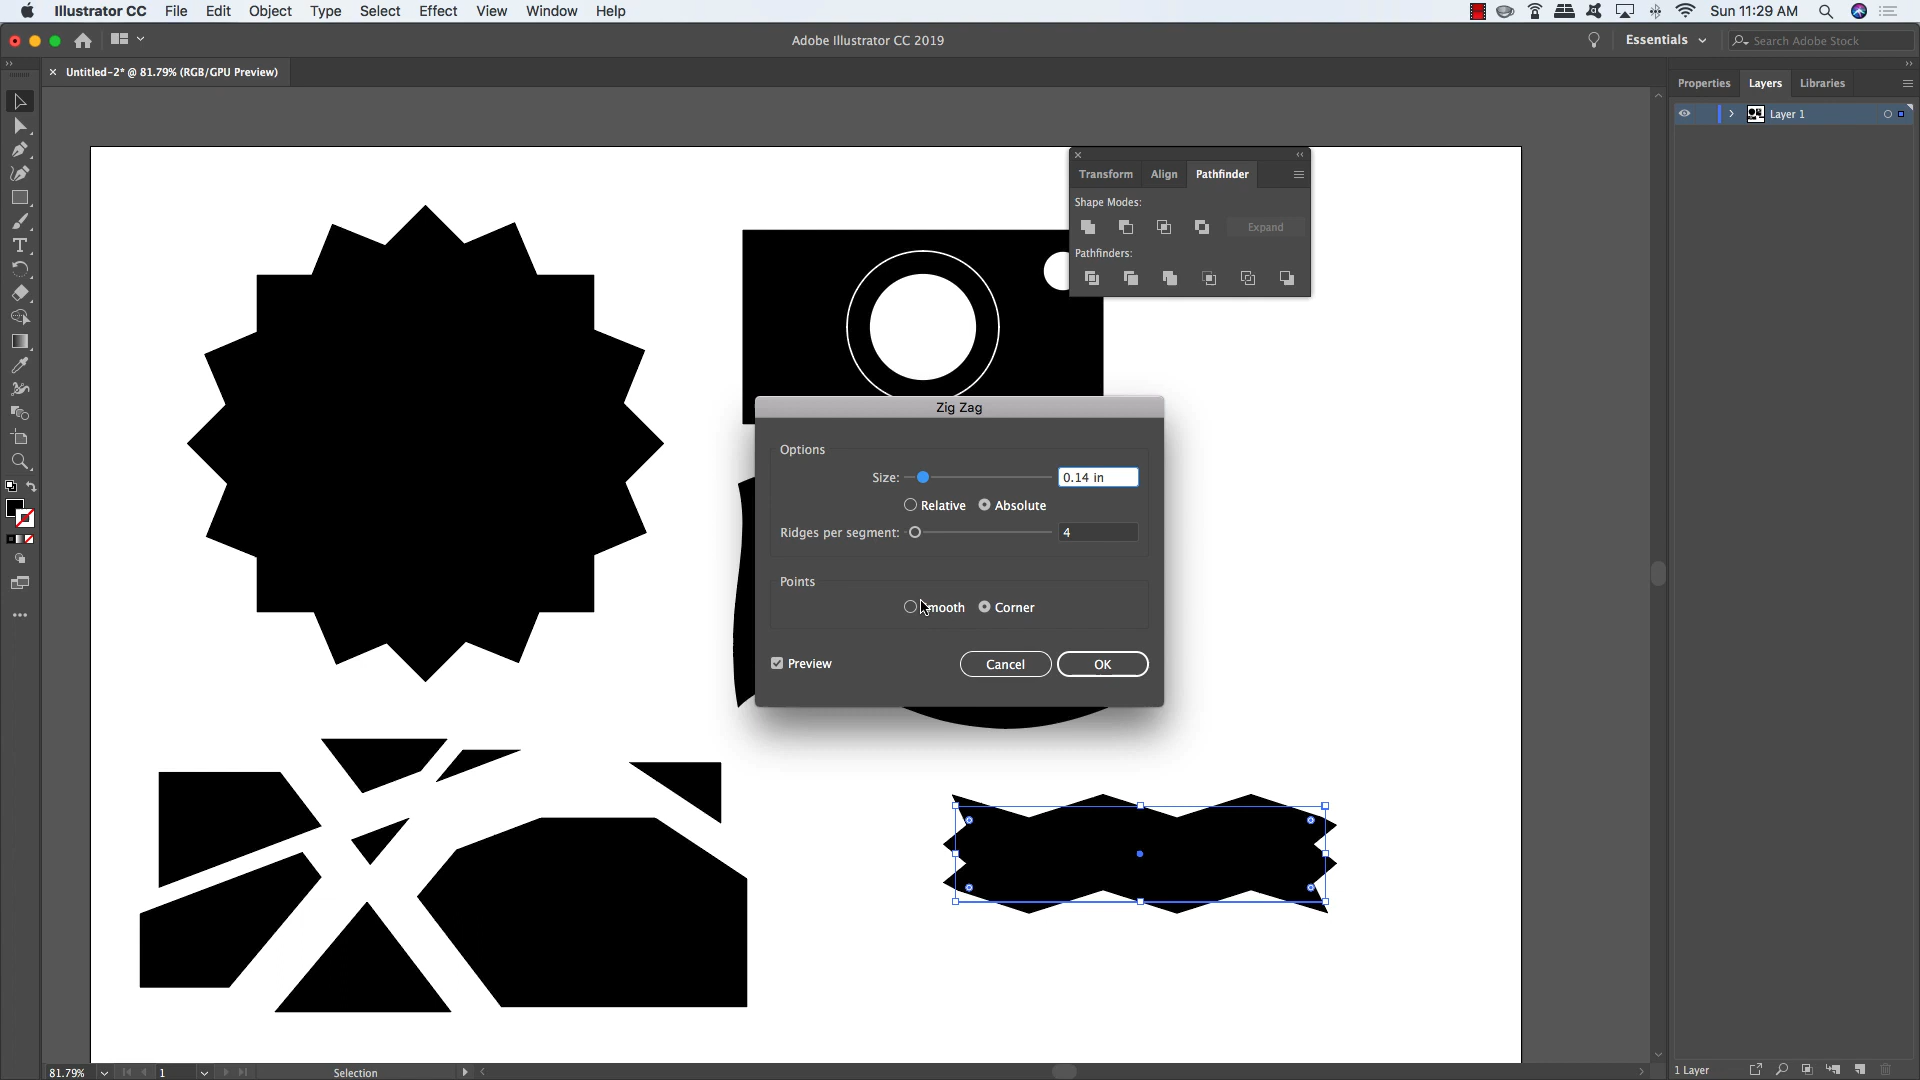 Illustrator CC File Edit Object Type Select Effect View Window Help
Sun 11:29 AM
Adobe Illustrator CC 2019
Essentials
Search Adobe Stock
Untitled-2* @ 81.79% (RGB/GPU Preview)
Properties Layers Libraries
Layer 1
Transform Align Pathfinder
Shape Modes:
Expand
Pathfinders:
Zig Zag
Options
Size: 0.14 in
Relative Absolute
Ridges per segment: 4
Points
mooth Corner
Preview
Cancel OK
81.79% 1 Selection
1 Layer